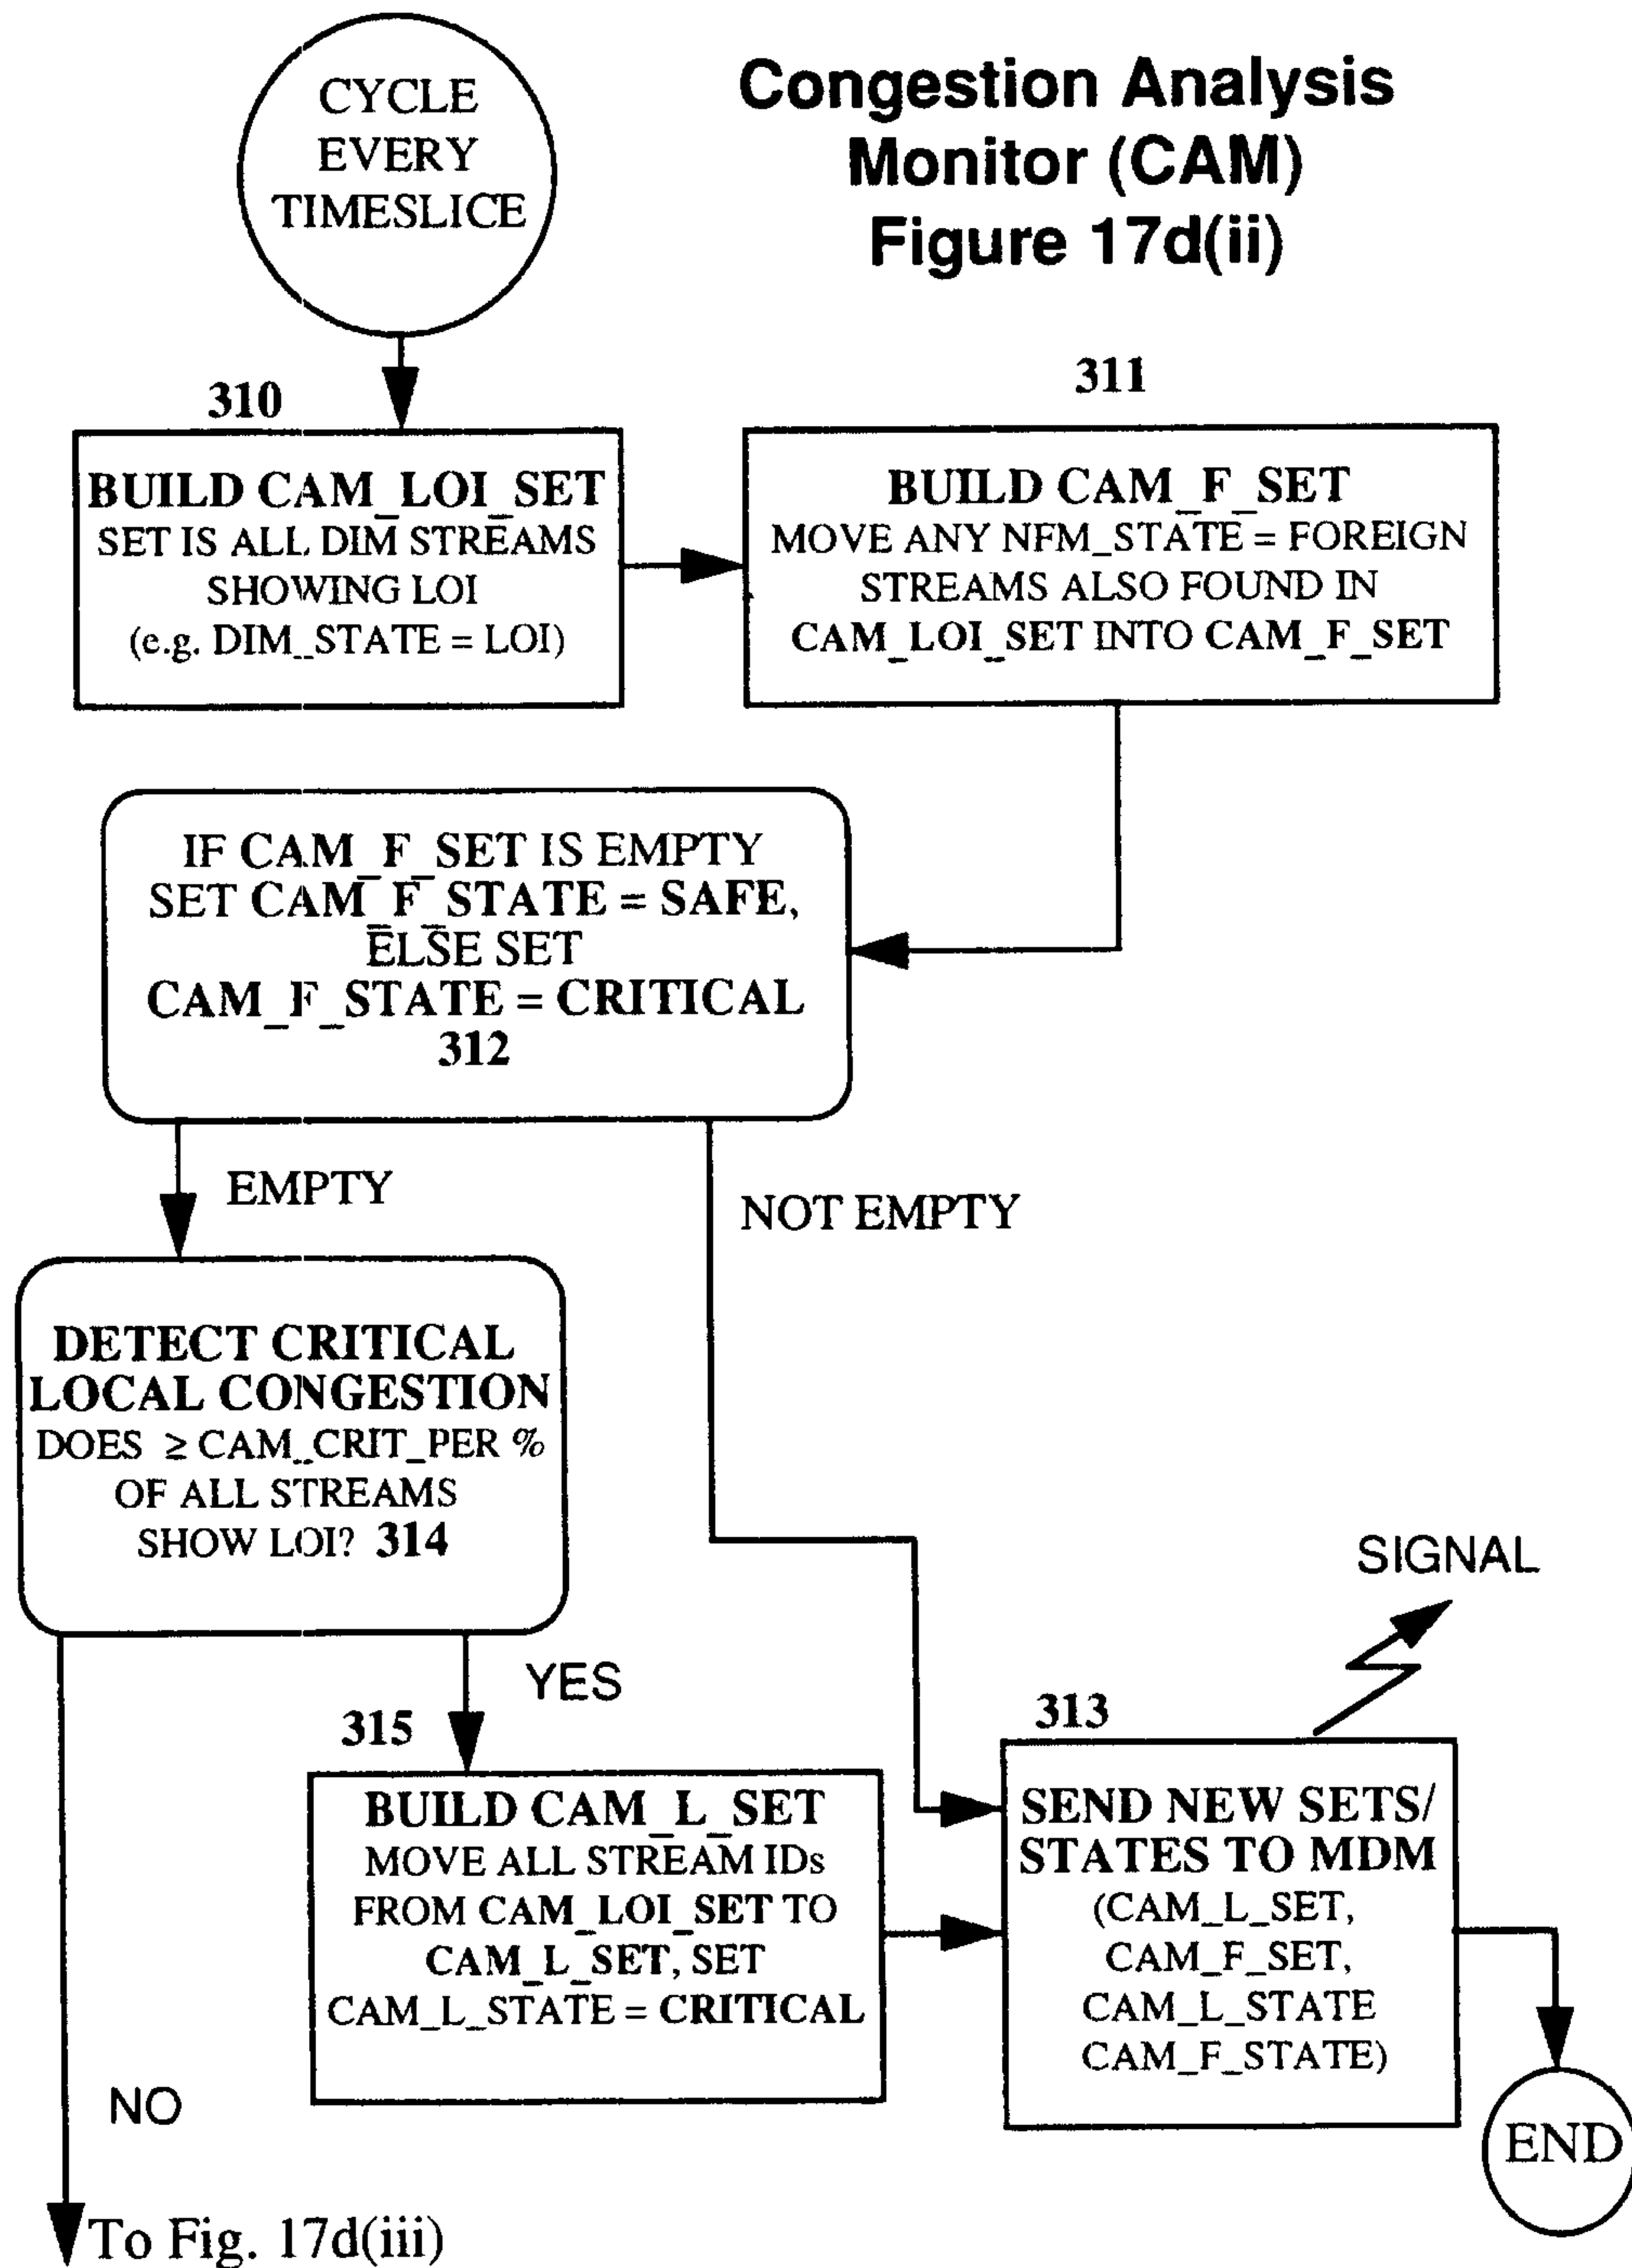 CYCLE
EVERY
TIMESLICE
Congestion Analysis
Monitor (CAM)
Figure 17d(ii)
310
BUILD CAM_LOI_SET
SET IS ALL DIM STREAMS
SHOWING LOI
(e.g. DIM_STATE = LOI)
311
BUILD CAM_F_SET
MOVE ANY NFM_STATE = FOREIGN
STREAMS ALSO FOUND IN
CAM_LOI_SET INTO CAM_F_SET
IF CAM_F_SET IS EMPTY
SET CAM_F_STATE = SAFE,
ELSE SET
CAM_F_STATE = CRITICAL
312
EMPTY
NOT EMPTY
DETECT CRITICAL
LOCAL CONGESTION
DOES ≥ CAM_CRIT_PER %
OF ALL STREAMS
SHOW LOI? 314
YES
NO
To Fig. 17d(iii)
315
BUILD CAM_L_SET
MOVE ALL STREAM IDs
FROM CAM_LOI_SET TO
CAM_L_SET, SET
CAM_L_STATE = CRITICAL
SIGNAL
313
SEND NEW SETS/
STATES TO MDM
(CAM_L_SET,
CAM_F_SET,
CAM_L_STATE
CAM_F_STATE)
END